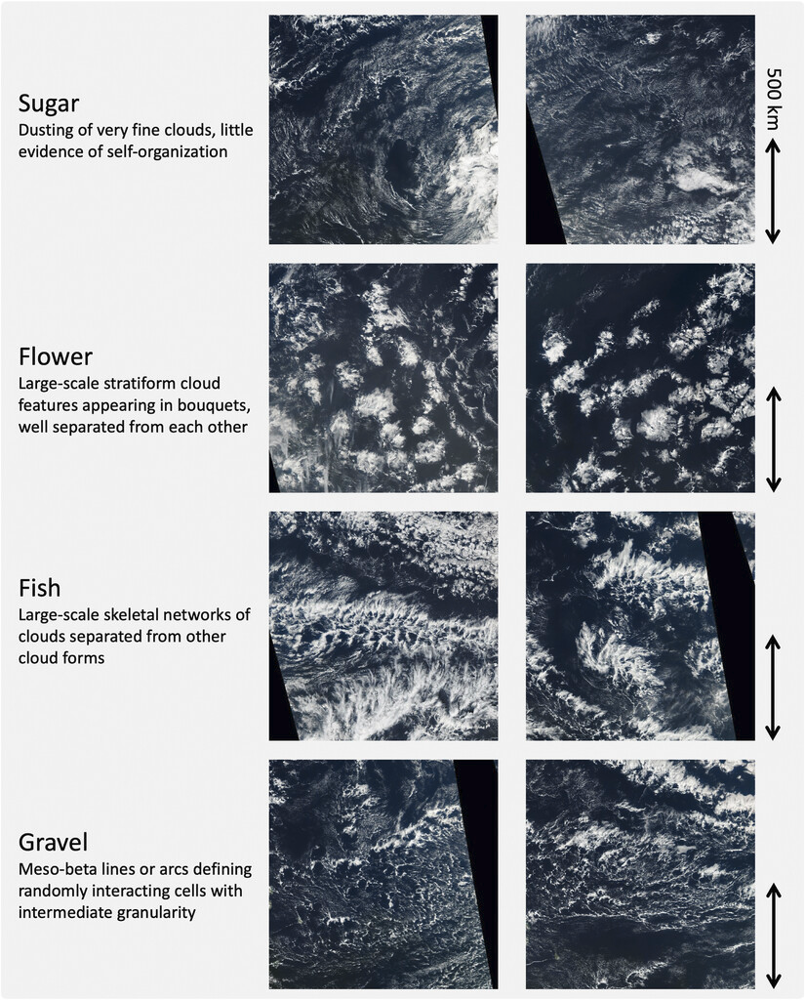 Sugar
Dusting of very fine clouds, little
evidence of self-organization
500 km
Flower
Large-scale stratiform cloud
features appearing in bouquets,
well separated from each other
Fish
Large-scale skeletal networks of
clouds separated from other
cloud forms
Gravel
Meso-beta lines or arcs defining
randomly interacting cells with
intermediate granularity